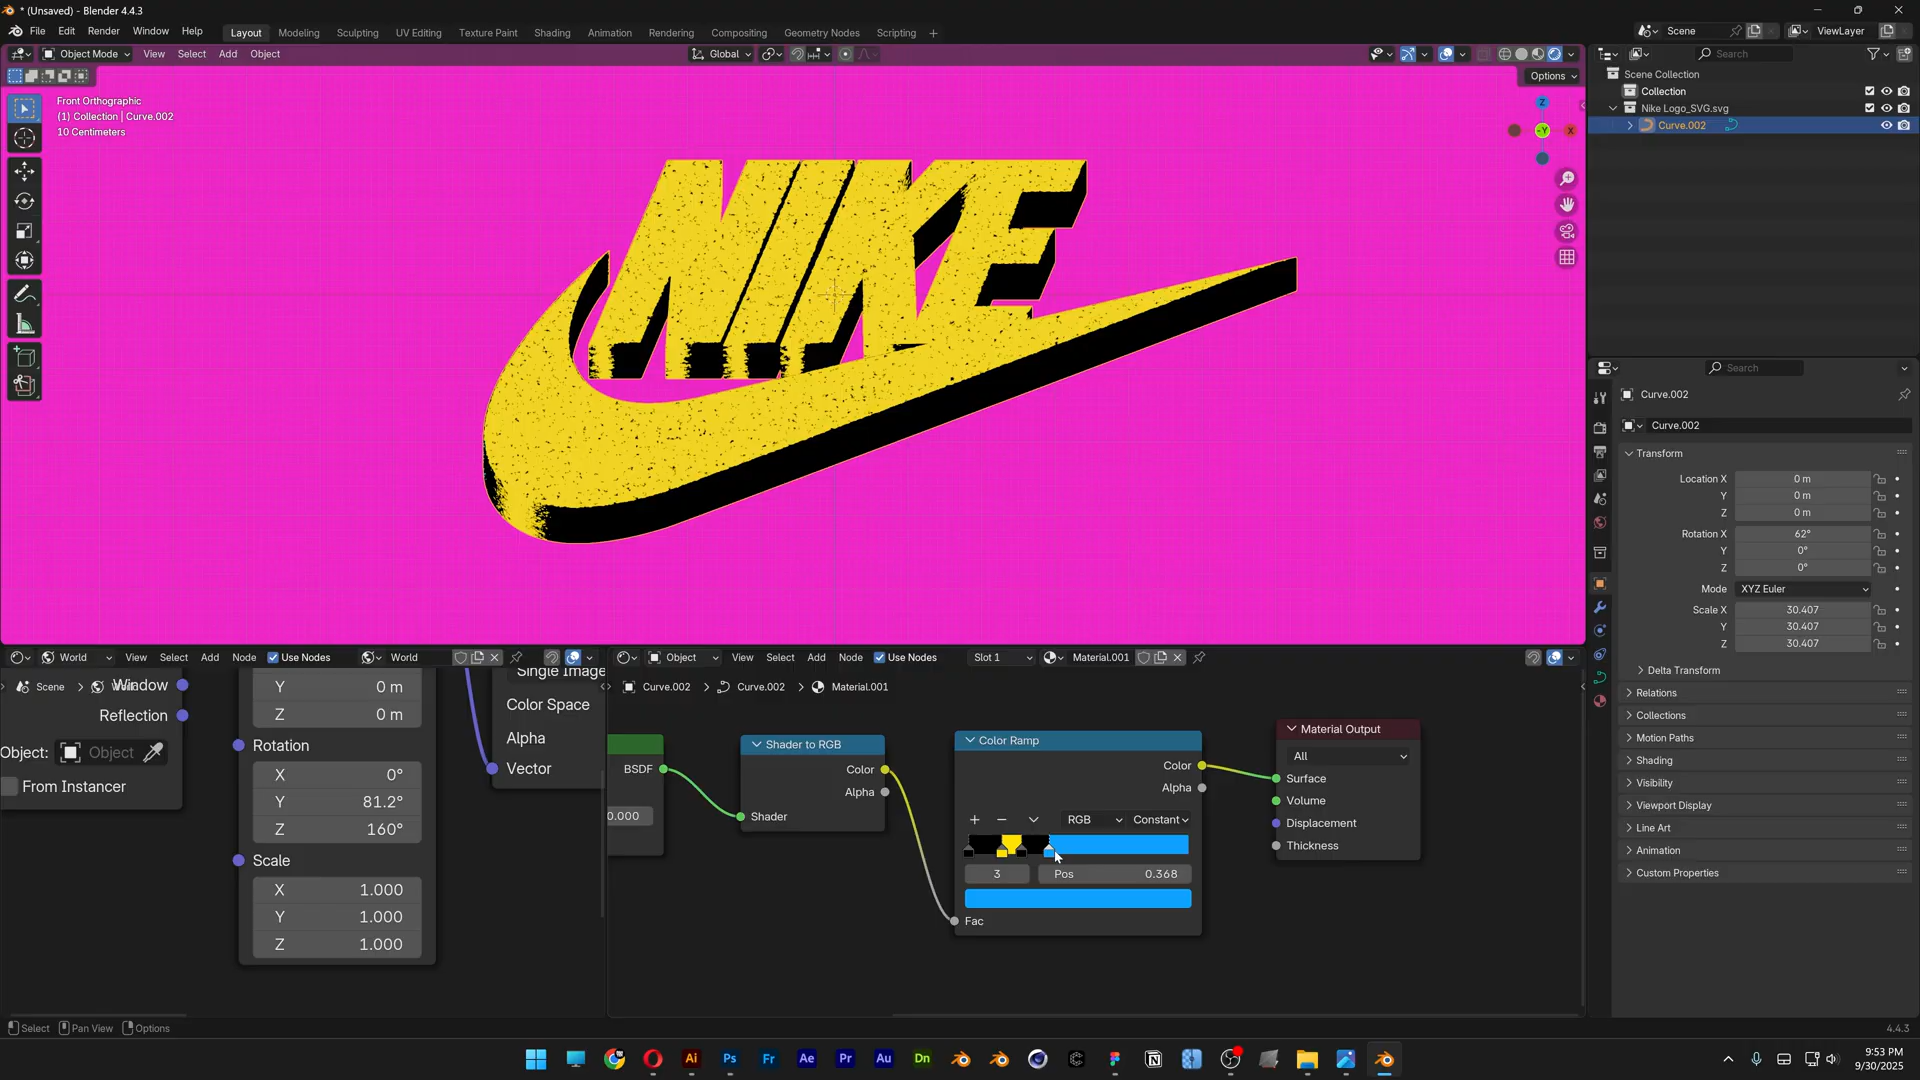 * (Unsaved) - Blender 4.4.3
File Edit Render Window Help
Layout Modeling Sculpting UV Editing Texture Paint Shading Animation Rendering Compositing Geometry Nodes Scripting +
Scene
ViewLayer
Object Mode View Select Add Object
Global
Options
Search
Front Orthographic
(1) Collection | Curve.002
10 Centimeters
Z
-Y
X
NIKE
Scene Collection
Collection
Nike Logo_SVG.svg
Curve.002
Search
Curve.002
Curve.002
Transform
Location X 0 m
Y 0 m
Z 0 m
Rotation X 62°
Y 0°
Z 0°
Mode XYZ Euler
Scale X 30.407
Y 30.407
Z 30.407
Delta Transform
Relations
Collections
Motion Paths
Shading
Visibility
Viewport Display
Line Art
Animation
Custom Properties
World View Select Add Node Use Nodes World
Scene
Window
Reflection
Object: Object
From Instancer
Y 0 m
Z 0 m
Rotation
X 0°
Y 81.2°
Z 160°
Scale
X 1.000
Y 1.000
Z 1.000
Single Image
Color Space
Alpha
Vector
Object View Select Add Node Use Nodes Slot 1 Material.001
Curve.002 > Curve.002 > Material.001
BSDF
0.000
Shader to RGB
Color
Alpha
Shader
Color Ramp
Color
Alpha
+ − RGB Constant
3 Pos 0.368
Fac
Material Output
All
Surface
Volume
Displacement
Thickness
Select Pan View Options
4.4.3
Ai Ps Fr Ae Pr Au Dn
9:53 PM
9/30/2025